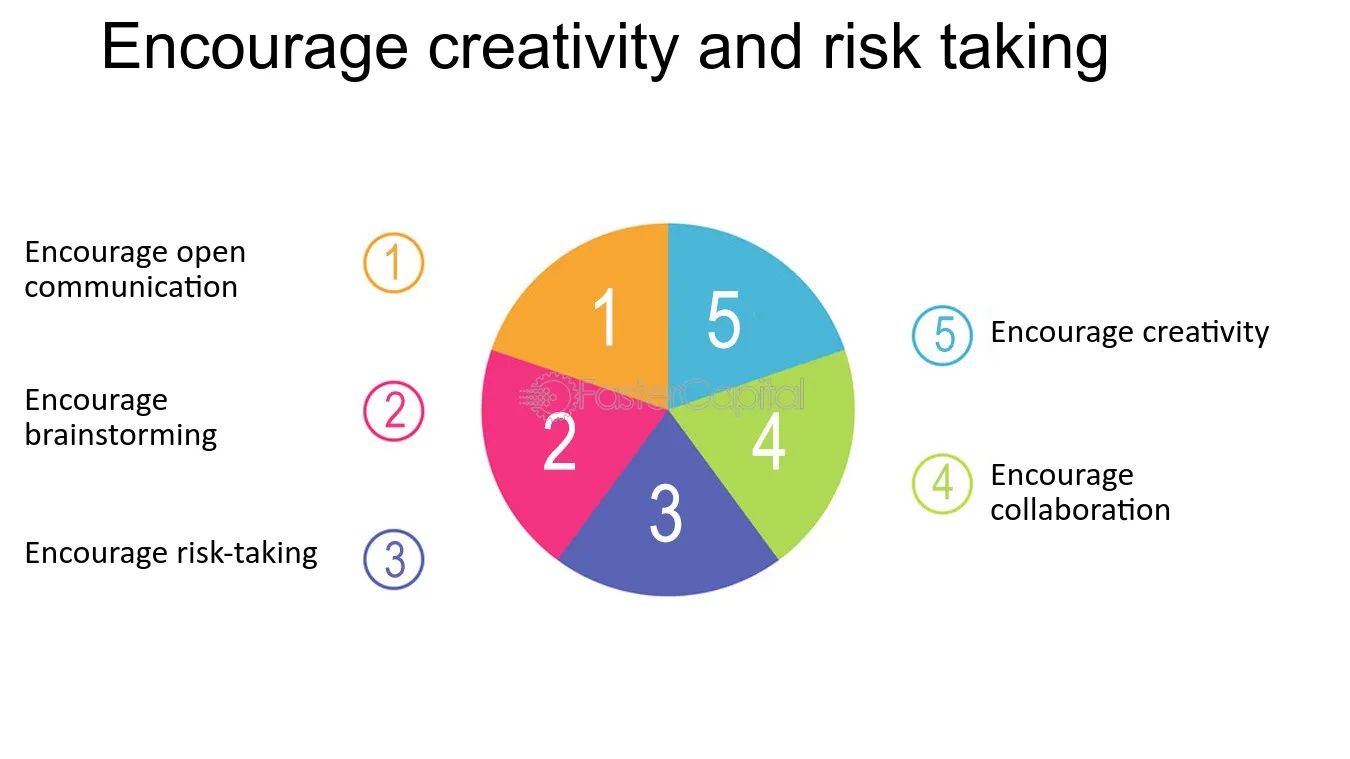 Encourage creativity and risk taking
Encourage open
communication
1
Encourage
brainstorming
2
Encourage risk-taking
3
1
5
FasterCapital
2
4
3
5
Encourage creativity
4
Encourage
collaboration